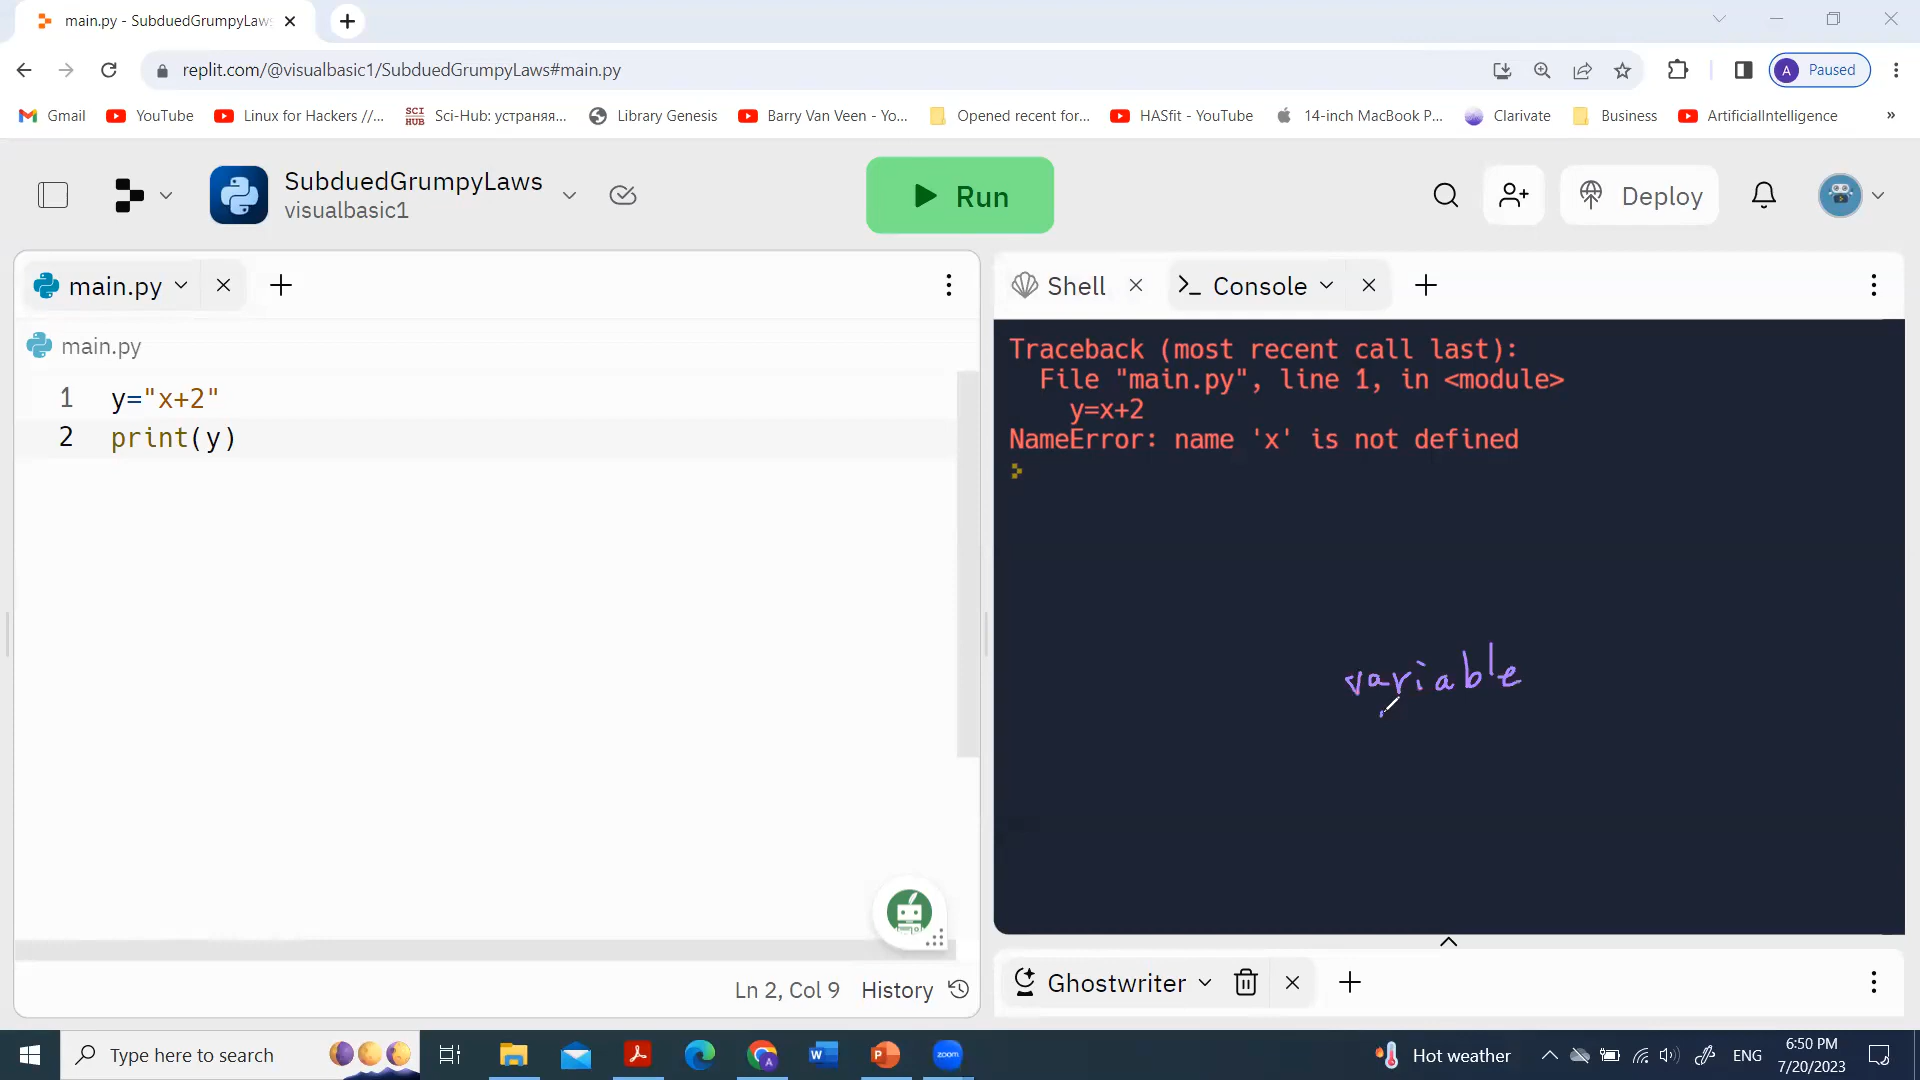 main.py - SubduedGrumpyLaws
replit.com/@visualbasic1/SubduedGrumpyLaws#main.py
A Paused
Gmail YouTube Linux for Hackers //... SCI HUB Sci-Hub: устраняя... Library Genesis Barry Van Veen - Yo... Opened recent for... HASfit - YouTube 14-inch MacBook P... Clarivate Business ArtificialIntelligence »
SubduedGrumpyLaws
visualbasic1
Run
Deploy
main.py
Shell
Console
main.py
1 y="x+2"
2 print(y)
Traceback (most recent call last):
File "main.py", line 1, in <module>
y=x+2
NameError: name 'x' is not defined
variable
Ln 2, Col 9 History
Ghostwriter
Type here to search
zoom
Hot weather
ENG
6:50 PM
7/20/2023